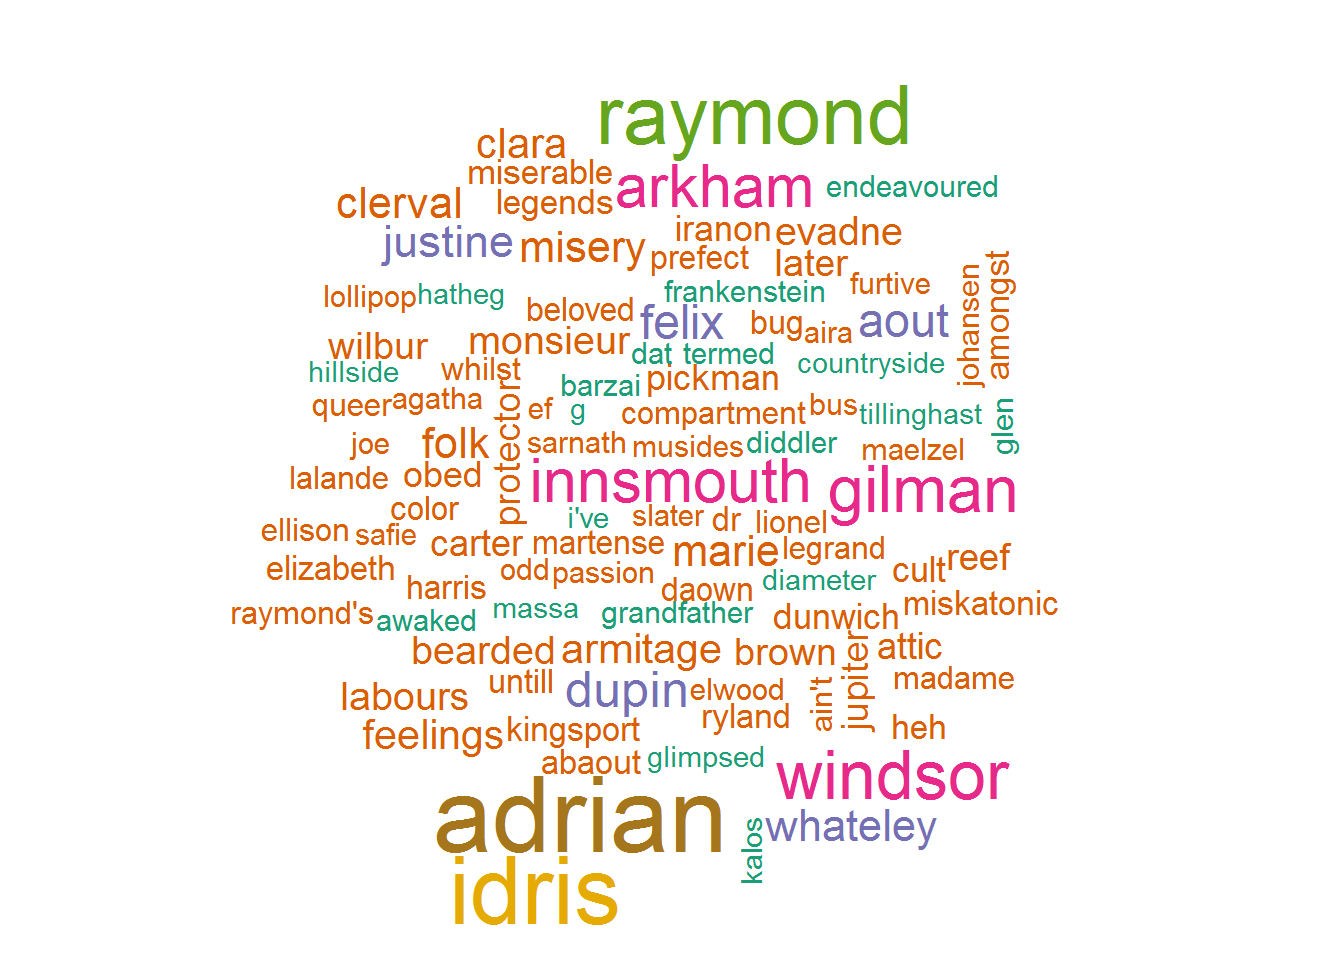 raymond
clara
miserable
arkham
endeavoured
clerval
legends
justine
misery
iranon
evadne
prefect
later
johansen
amongst
lollipop
hatheg
beloved
frankenstein
furtive
felix
bug
aira
aout
wilbur
monsieur
dat
termed
countryside
hillside
whilst
barzai
pickman
queer
agatha
protector
ef
g
compartment
bus
tillinghast
glen
joe
folk
sarnath
musides
diddler
maelzel
lalande
obed
innsmouth
gilman
color
i've
slater
dr
lionel
ellison
safie
carter
martense
marie
legrand
elizabeth
harris
odd
passion
daown
diameter
cult
reef
raymond's
awaked
massa
grandfather
dunwich
miskatonic
bearded
armitage
brown
jupiter
attic
labours
untill
dupin
elwood
ain't
madame
feelings
kingsport
ryland
heh
abaout
glimpsed
windsor
adrian
kalos
whateley
idris